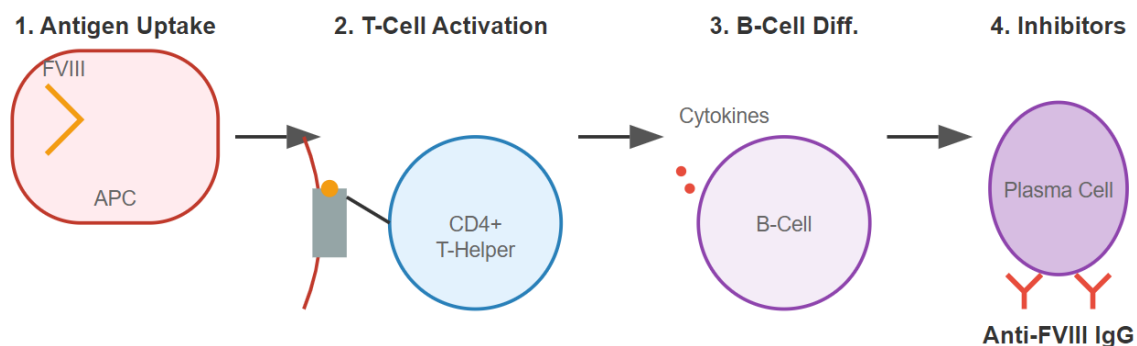 1. Antigen Uptake
2. T-Cell Activation
3. B-Cell Diff.
4. Inhibitors
FVIII
APC
CD4+
T-Helper
Cytokines
B-Cell
Plasma Cell
Anti-FVIII IgG